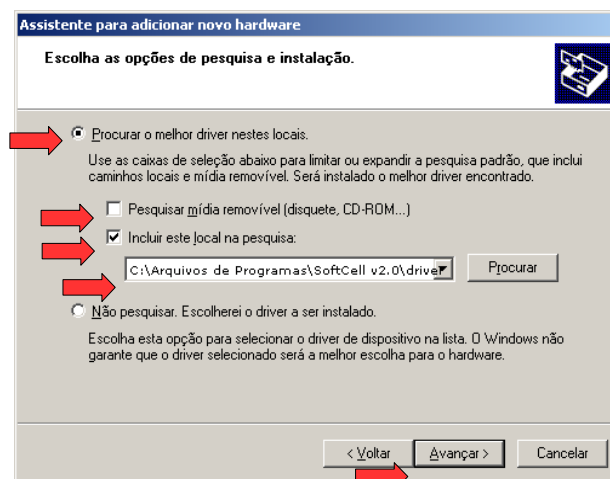 Assistente para adicionar novo hardware
Escolha as opções de pesquisa e instalação.
Procurar o melhor driver nestes locais.
Use as caixas de seleção abaixo para limitar ou expandir a pesquisa padrão, que inclui
caminhos locais e mídia removível. Será instalado o melhor driver encontrado.
Pesquisar mídia removível (disquete, CD-ROM...)
Incluir este local na pesquisa:
C:\Arquivos de Programas\SoftCell v2.0\driver
Procurar
Não pesquisar. Escolherei o driver a ser instalado.
Escolha esta opção para selecionar o driver de dispositivo na lista. O Windows não
garante que o driver selecionado será a melhor escolha para o hardware.
< Voltar
Avançar >
Cancelar